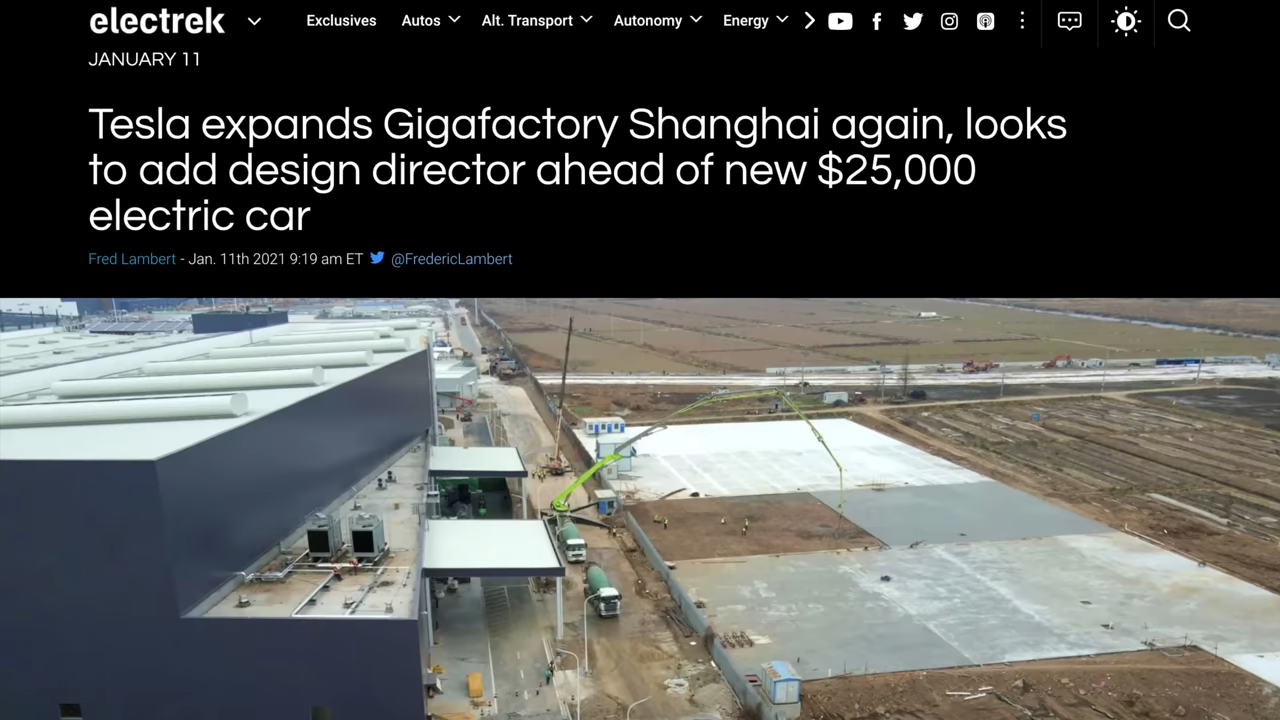 electrek
Exclusives Autos Alt. Transport Autonomy Energy
JANUARY 11
Tesla expands Gigafactory Shanghai again, looks
to add design director ahead of new $25,000
electric car
Fred Lambert - Jan. 11th 2021 9:19 am ET @FredericLambert